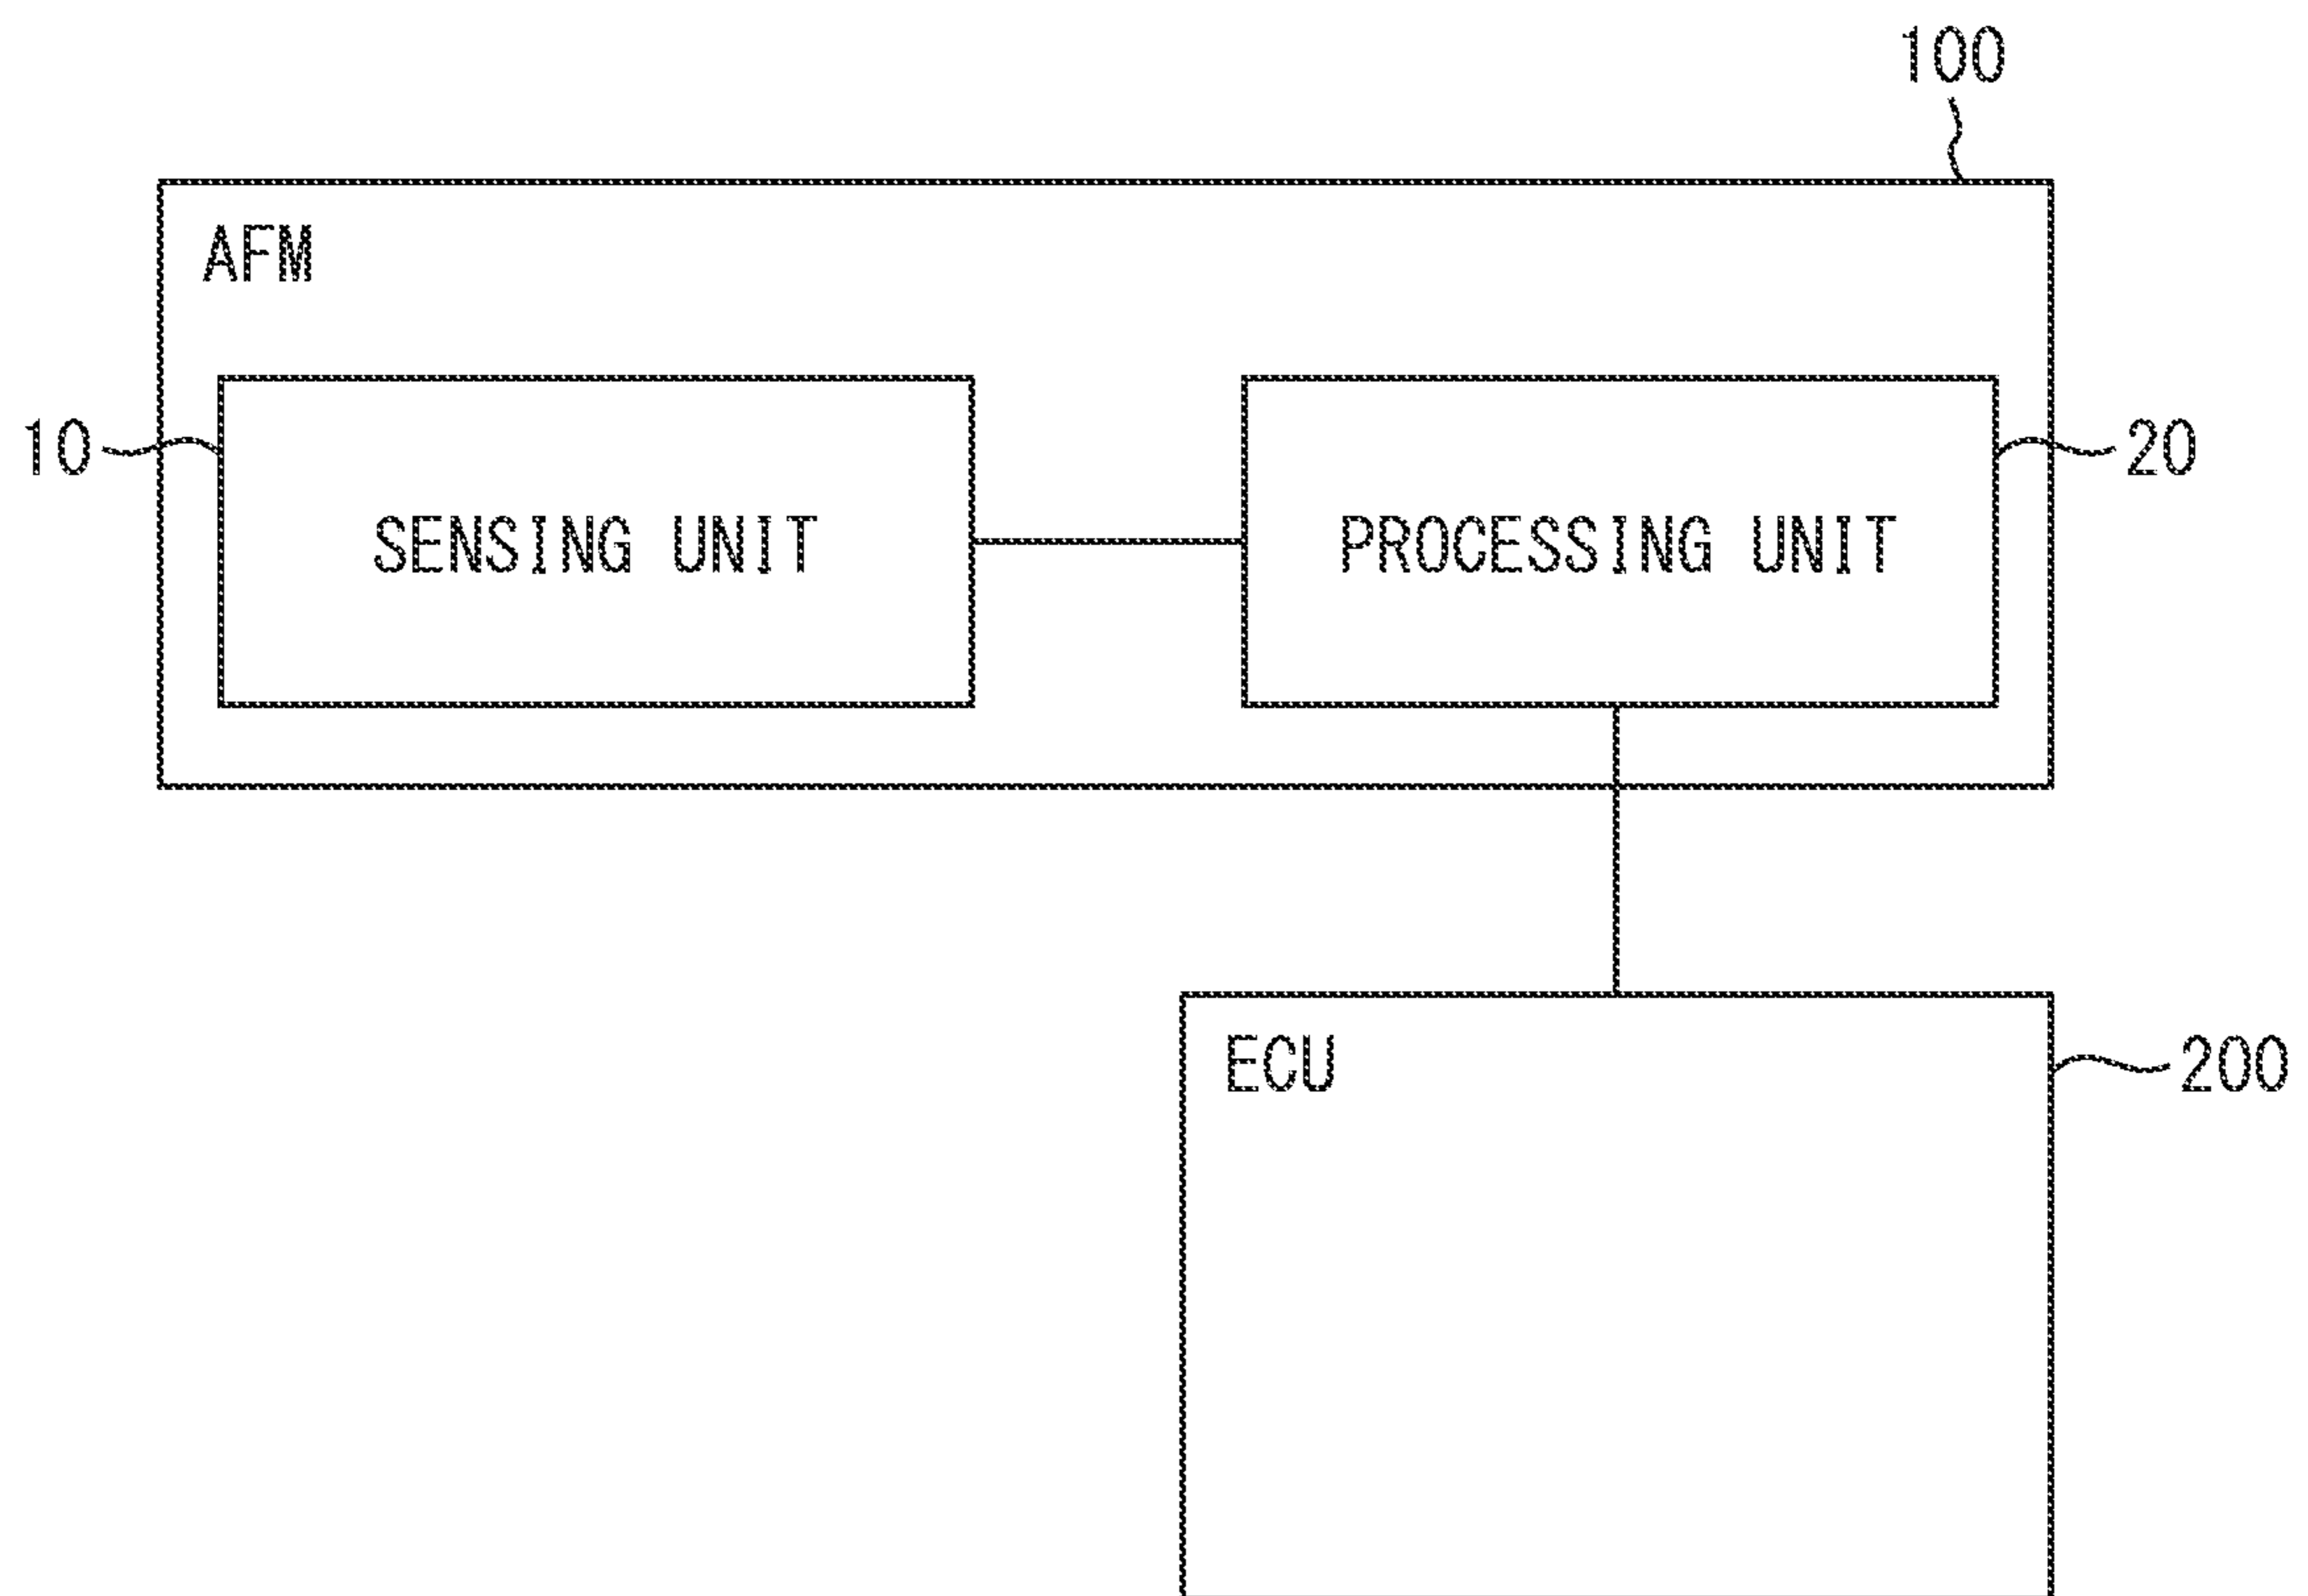 100
AFM
10
20
SENSING UNIT
PROCESSING UNIT
ECU
200